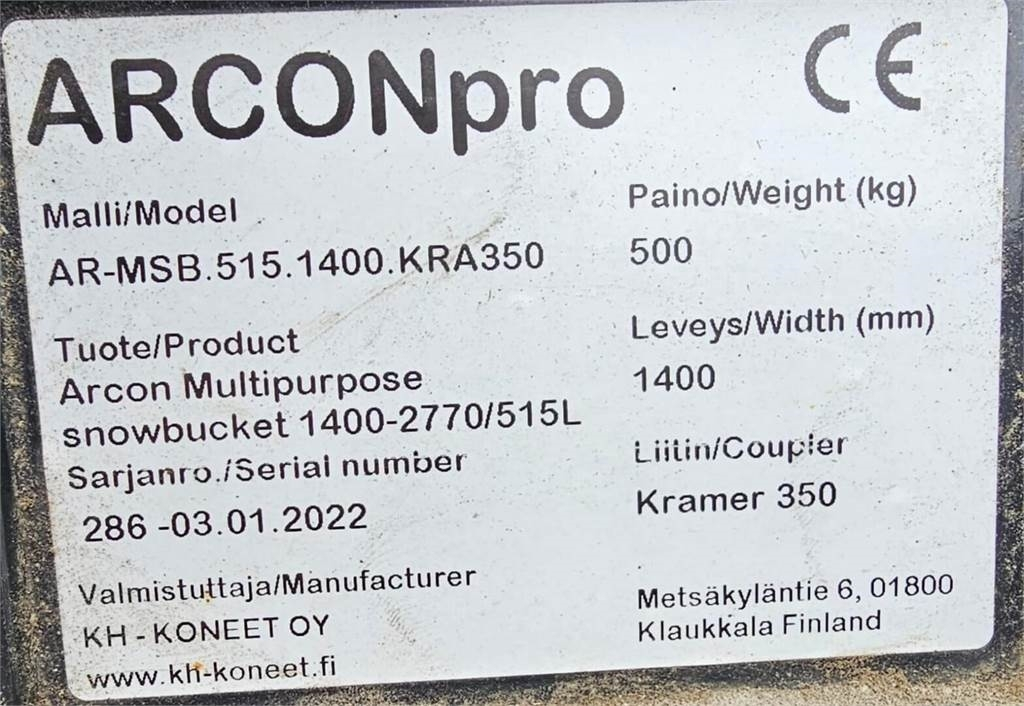 ARCONpro CE
Malli/Model
AR-MSB.515.1400.KRA350
Paino/Weight (kg)
500
Tuote/Product
Arcon Multipurpose
snowbucket 1400-2770/515L
Leveys/Width (mm)
1400
Sarjanro./Serial number
286 -03.01.2022
Liitin/Coupler
Kramer 350
Valmistuttaja/Manufacturer
KH - KONEET OY
www.kh-koneet.fi
Metsäkyläntie 6, 01800
Klaukkala Finland